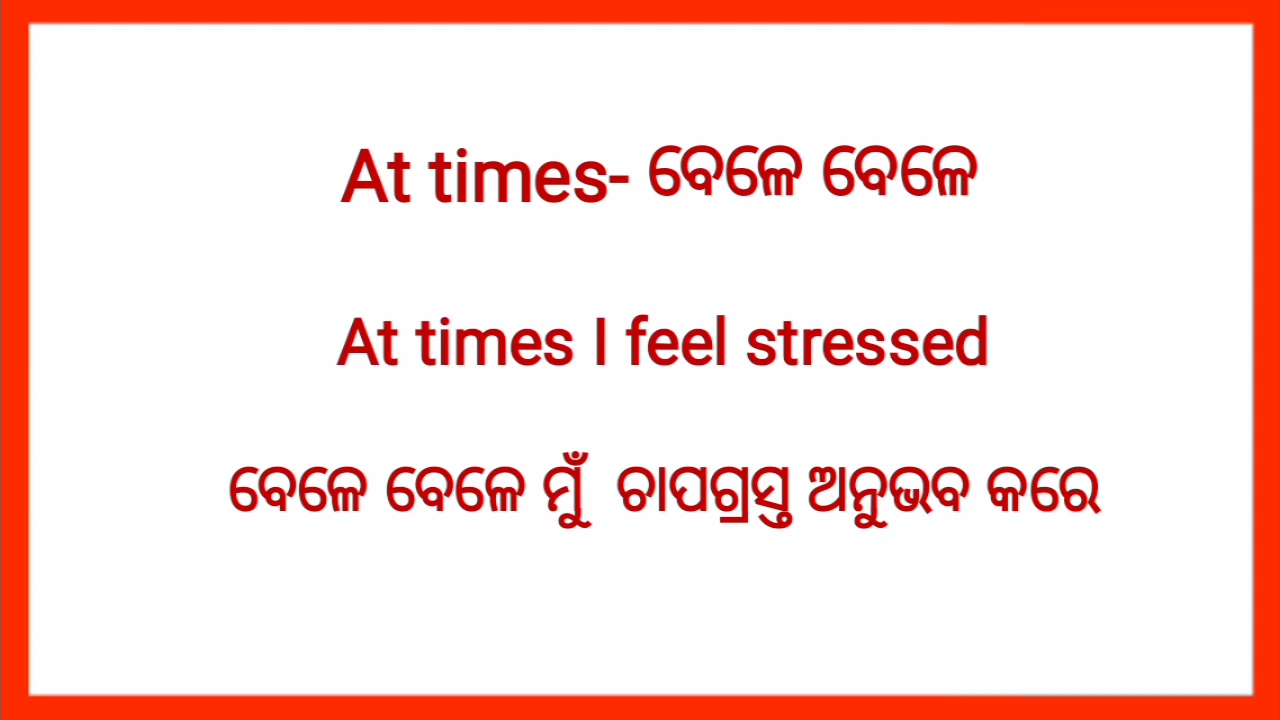 At times- ବେଳେ ବେଳେ
At times I feel stressed
ବେଳେ ବେଳେ ମୁଁ ଚାପଗ୍ରସ୍ତ ଅନୁଭବ କରେ